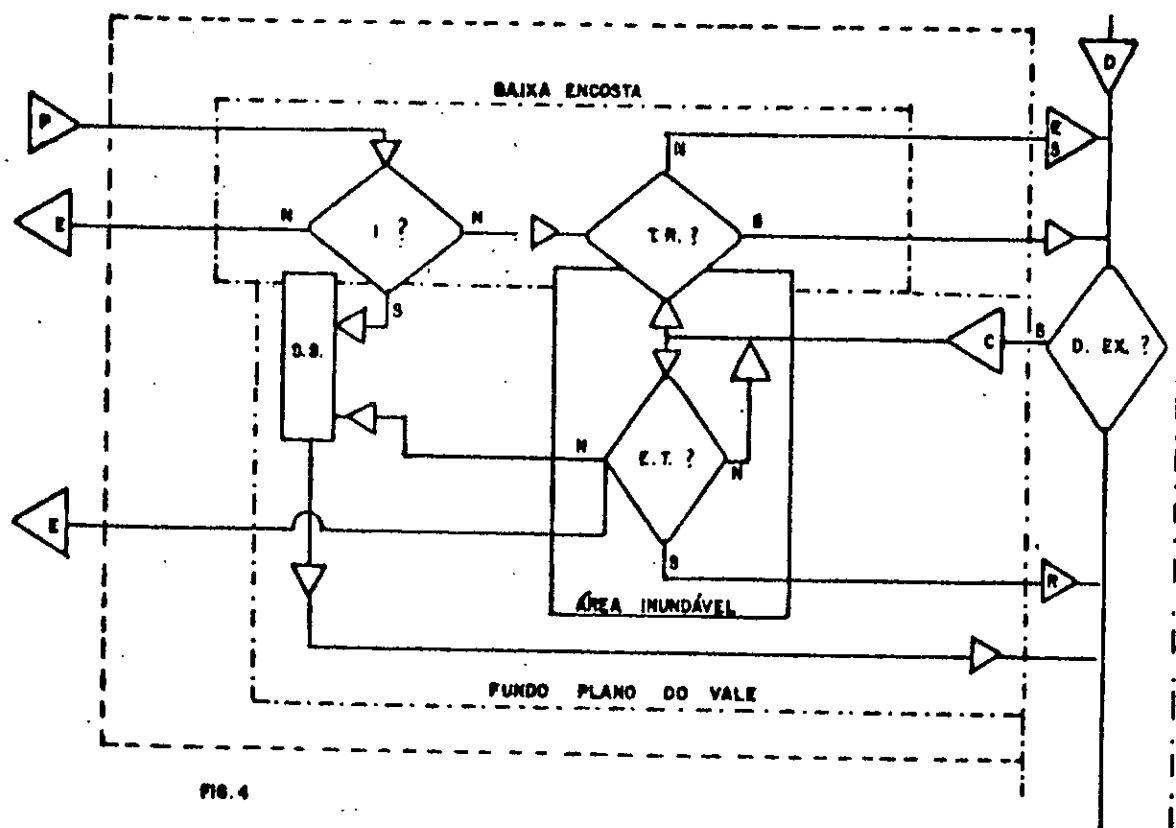 D
BAIXA ENCOSTA
P
N
E
S
E
N
I ?
N
T.R. ?
S
S
D.S.
C
S
D. EX. ?
N
E.T. ?
N
E
S
R
ÁREA INUNDÁVEL
FUNDO PLANO DO VALE
FIG. 4